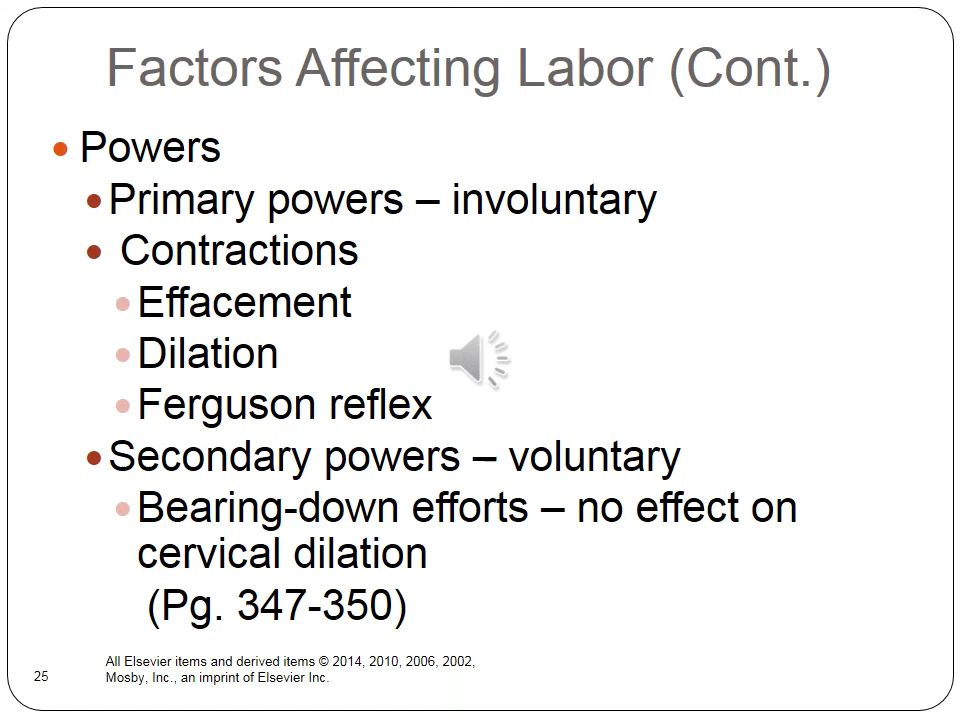 Factors Affecting Labor (Cont.)
• Powers
• Primary powers – involuntary
• Contractions
• Effacement
• Dilation
• Ferguson reflex
• Secondary powers – voluntary
• Bearing-down efforts – no effect on
cervical dilation
(Pg. 347-350)
All Elsevier items and derived items © 2014, 2010, 2006, 2002,
Mosby, Inc., an imprint of Elsevier Inc.
25